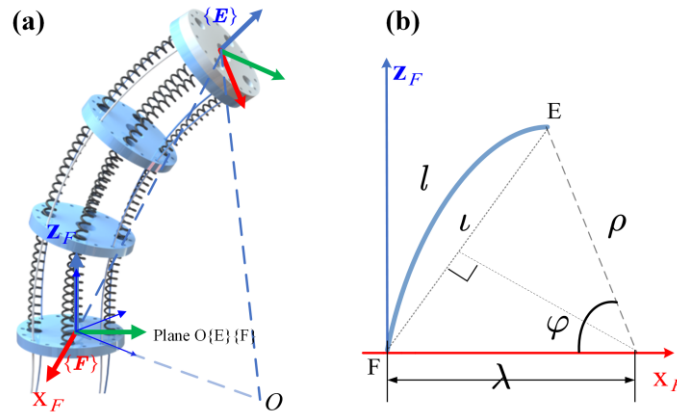 (a)
{E}
z_F
Plane O{E}{F}
{F}
x_F
O
(b)
z_F
E
l
ι
ρ
φ
F
λ
x_F